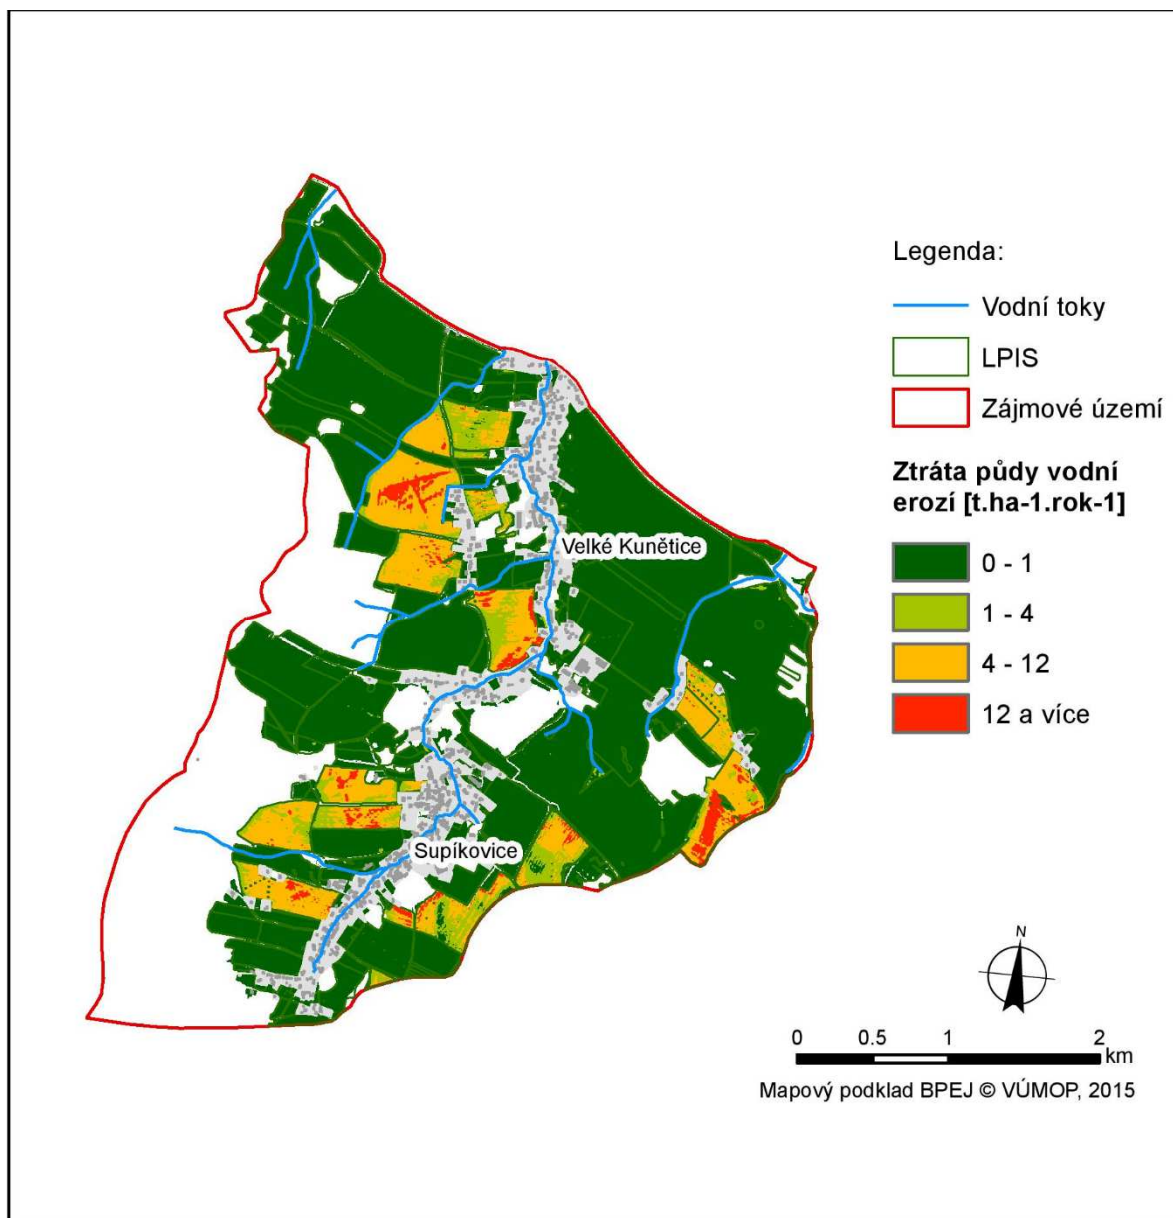 Legenda:
Vodní toky
LPIS
Zájmové území
Ztráta půdy vodní
erozí [t.ha-1.rok-1]
0 - 1
1 - 4
4 - 12
12 a více
Velké Kunětice
Supíkovice
N
0 0.5 1 2
km
Mapový podklad BPEJ © VÚMOP, 2015